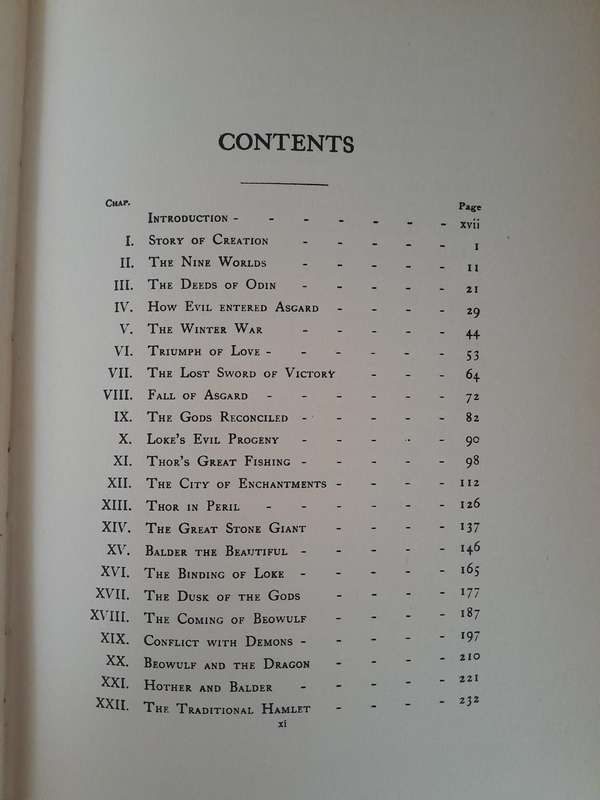 CONTENTS
CHAP. Page
INTRODUCTION - - - - - - - xvii
I. STORY OF CREATION - - - - - 1
II. THE NINE WORLDS - - - - - 11
III. THE DEEDS OF ODIN - - - - - 21
IV. HOW EVIL ENTERED ASGARD - - - - 29
V. THE WINTER WAR - - - - - 44
VI. TRIUMPH OF LOVE - - - - - - 53
VII. THE LOST SWORD OF VICTORY - - - 64
VIII. FALL OF ASGARD - - - - - - 72
IX. THE GODS RECONCILED - - - - - 82
X. LOKE'S EVIL PROGENY - - - - - 90
XI. THOR'S GREAT FISHING - - - - - 98
XII. THE CITY OF ENCHANTMENTS - - - - 112
XIII. THOR IN PERIL - - - - - - 126
XIV. THE GREAT STONE GIANT - - - - 137
XV. BALDER THE BEAUTIFUL - - - - - 146
XVI. THE BINDING OF LOKE - - - - - 165
XVII. THE DUSK OF THE GODS - - - - 177
XVIII. THE COMING OF BEOWULF - - - - 187
XIX. CONFLICT WITH DEMONS - - - - - 197
XX. BEOWULF AND THE DRAGON - - - - 210
XXI. HOTHER AND BALDER - - - - - 221
XXII. THE TRADITIONAL HAMLET - - - - 232
xi